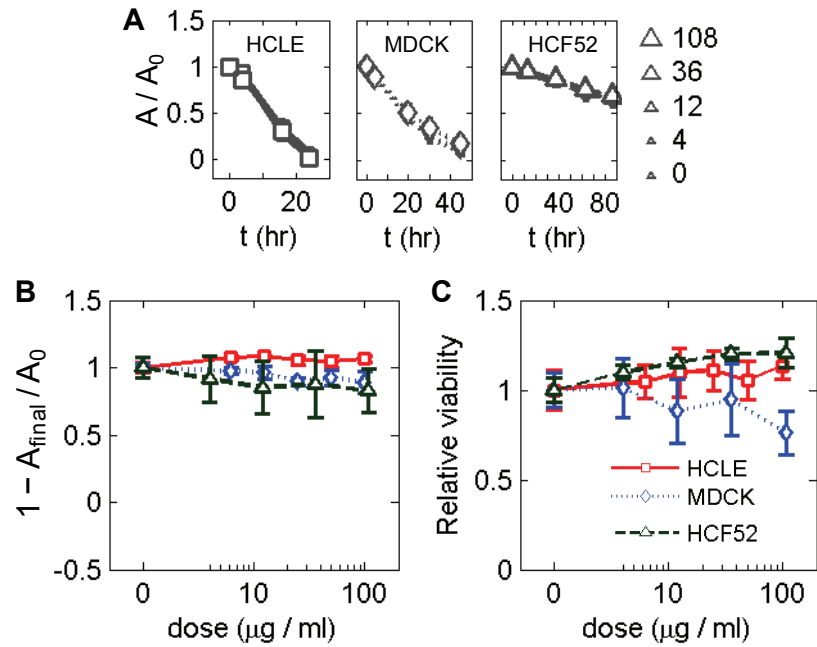 A
HCLE
MDCK
HCF52
108
36
12
4
0
A / A0
1
0.5
0
0 20
0 20 40
0 40 80
t (hr)
t (hr)
t (hr)
B
1.5
1
0.5
0
-0.5
1 − Afinal / A0
0 10 100
dose (μg / ml)
C
1.5
1
0.5
0
Relative viability
HCLE
MDCK
HCF52
0 10 100
dose (μg / ml)